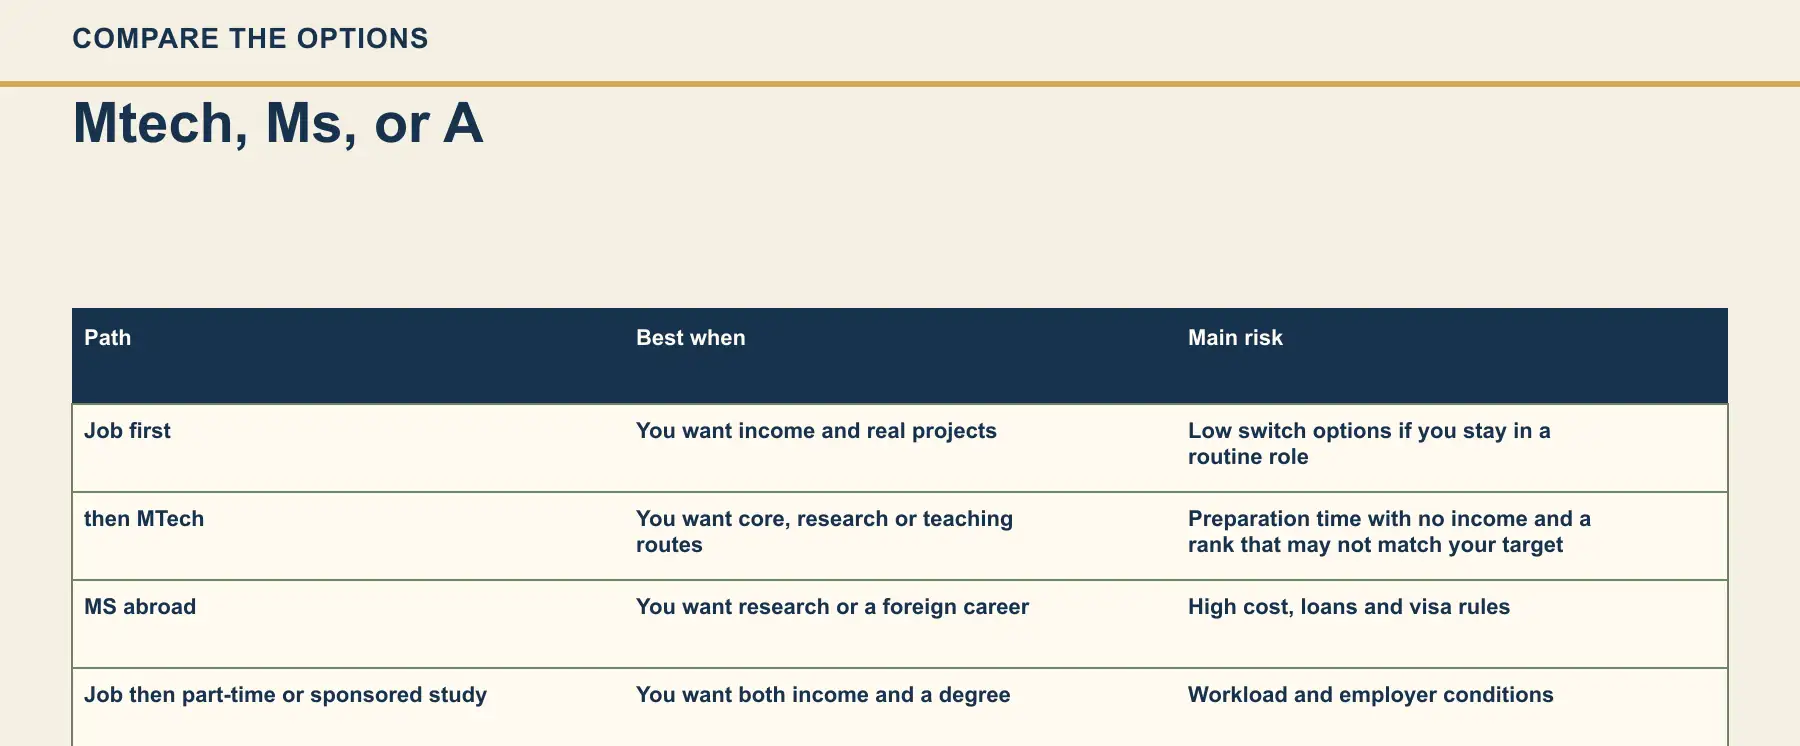 COMPARE THE OPTIONS
Mtech, Ms, or A
Path
Best when
Main risk
Job first
You want income and real projects
Low switch options if you stay in a
routine role
then MTech
You want core, research or teaching
routes
Preparation time with no income and a
rank that may not match your target
MS abroad
You want research or a foreign career
High cost, loans and visa rules
Job then part-time or sponsored study
You want both income and a degree
Workload and employer conditions